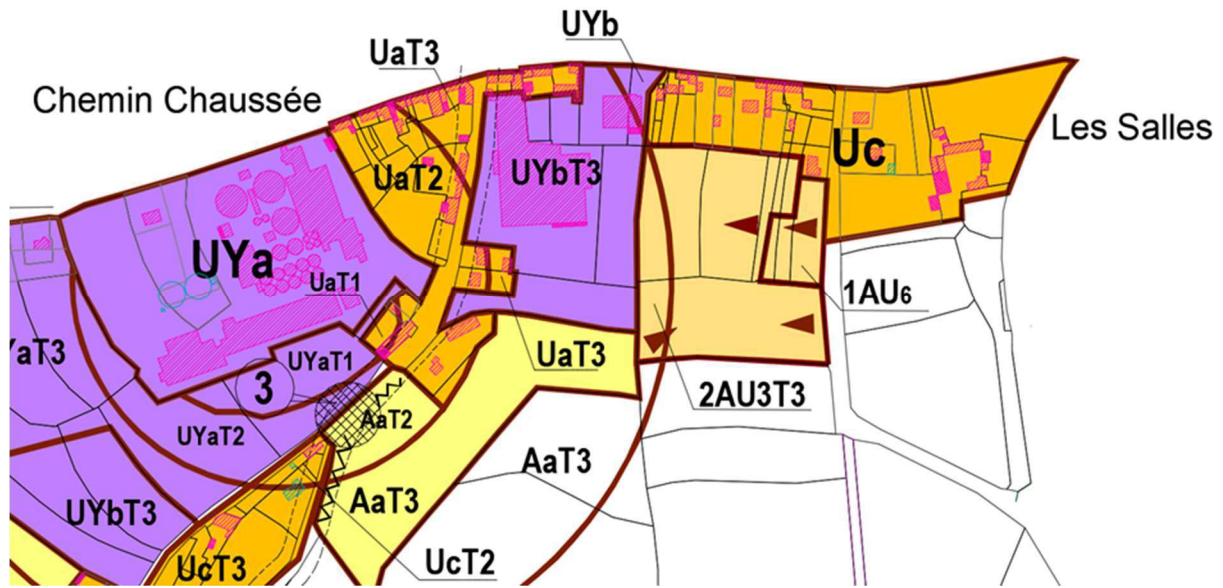 UYb
UaT3
Chemin Chaussée
Les Salles
Uc
UaT2
UYbT3
UYa
UaT1
1AU6
YaT3
UYaT1
UaT3
3
2AU3T3
AaT2
UYaT2
AaT3
UYbT3
AaT3
UcT2
UcT3